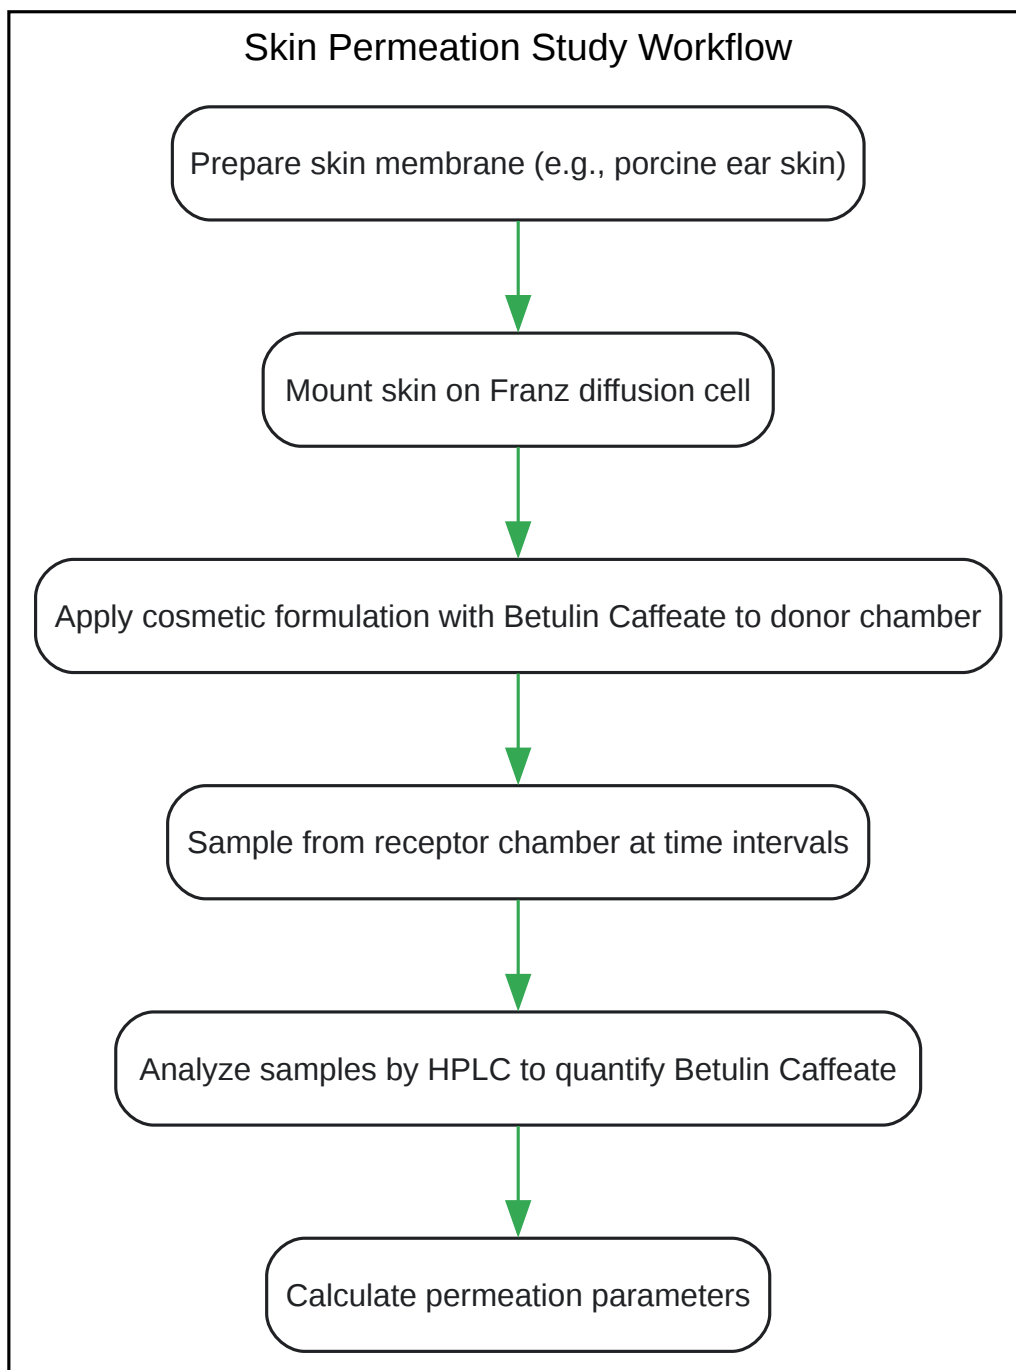 Skin Permeation Study Workflow
Prepare skin membrane (e.g., porcine ear skin)
Mount skin on Franz diffusion cell
Apply cosmetic formulation with Betulin Caffeate to donor chamber
Sample from receptor chamber at time intervals
Analyze samples by HPLC to quantify Betulin Caffeate
Calculate permeation parameters